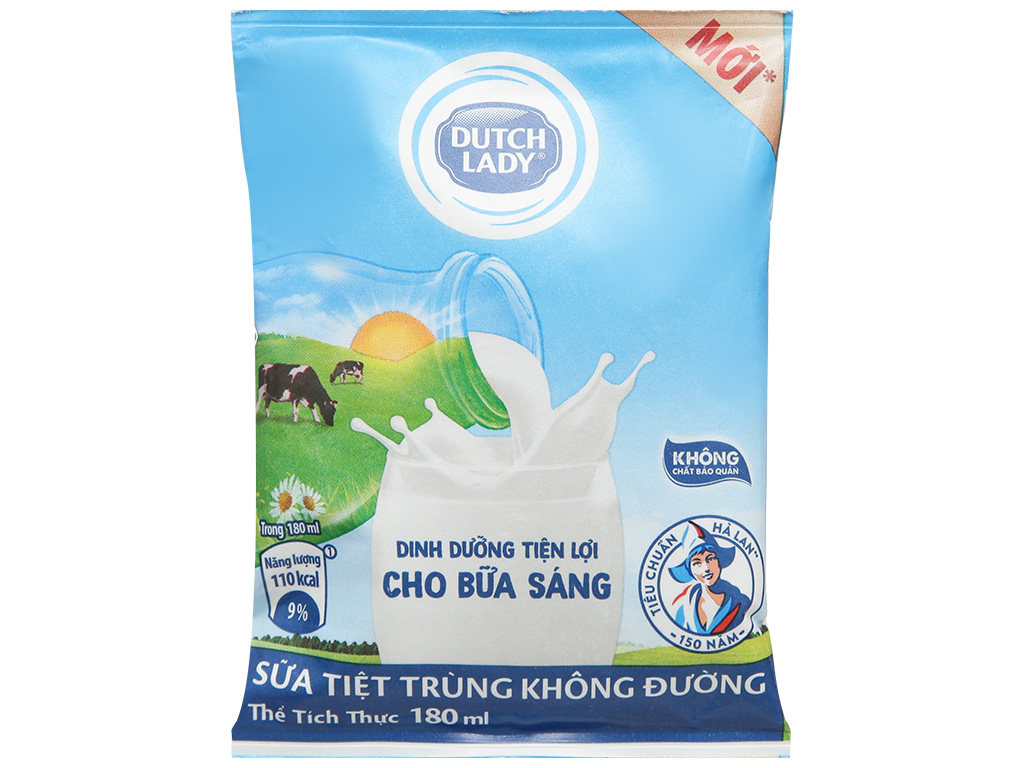 MỚI*
DUTCH
LADY®
KHÔNG
CHẤT BẢO QUẢN
Trong 180 ml
Năng lượng
110 kcal
9%
1
DINH DƯỠNG TIỆN LỢI
CHO BỮA SÁNG
TIÊU CHUẨN HÀ LAN**
-150 NĂM-
SỮA TIỆT TRÙNG KHÔNG ĐƯỜNG
Thể Tích Thực 180 ml